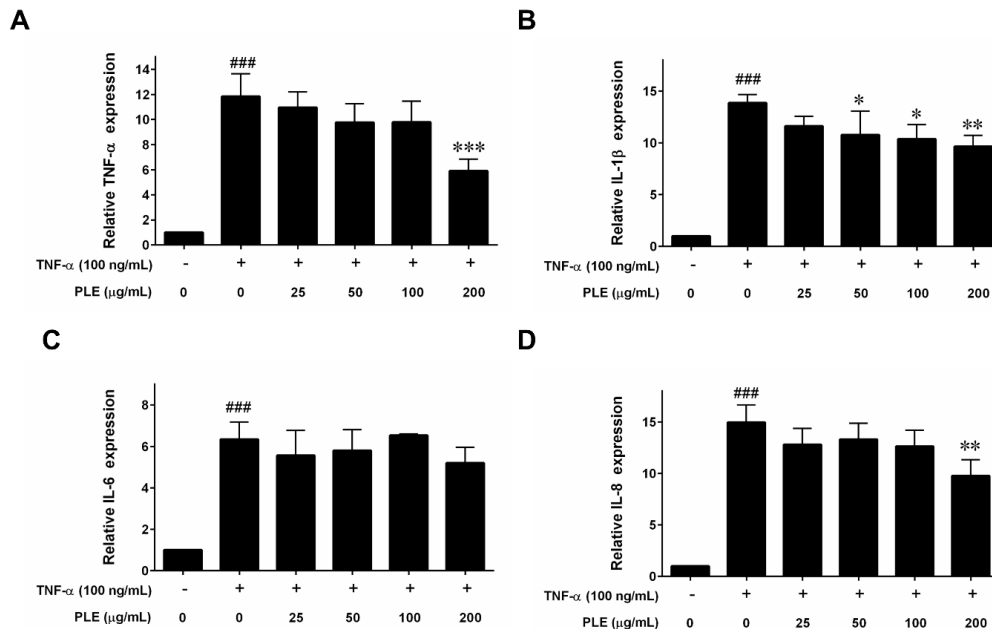 A
Relative TNF-α expression
14
12
10
8
6
4
2
0
###
***
TNF-α (100 ng/mL) - + + + + +
PLE (μg/mL) 0 0 25 50 100 200
B
Relative IL-1β expression
15
10
5
0
###
* * **
TNF-α (100 ng/mL) - + + + + +
PLE (μg/mL) 0 0 25 50 100 200
C
Relative IL-6 expression
8
6
4
2
0
###
TNF-α (100 ng/mL) - + + + + +
PLE (μg/mL) 0 0 25 50 100 200
D
Relative IL-8 expression
15
10
5
0
###
**
TNF-α (100 ng/mL) - + + + + +
PLE (μg/mL) 0 0 25 50 100 200